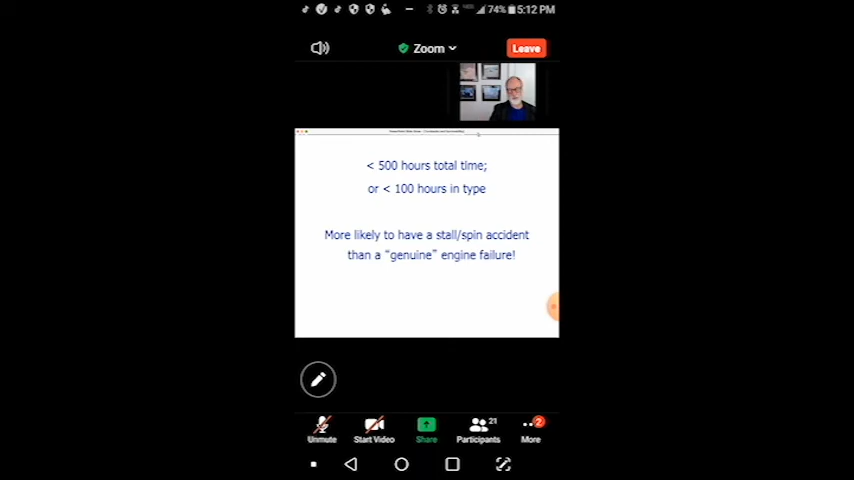 74% 5:12 PM
Zoom
Leave
< 500 hours total time;
or < 100 hours in type
More likely to have a stall/spin accident
than a “genuine” engine failure!
Unmute
Start Video
Share
21
Participants
2
More